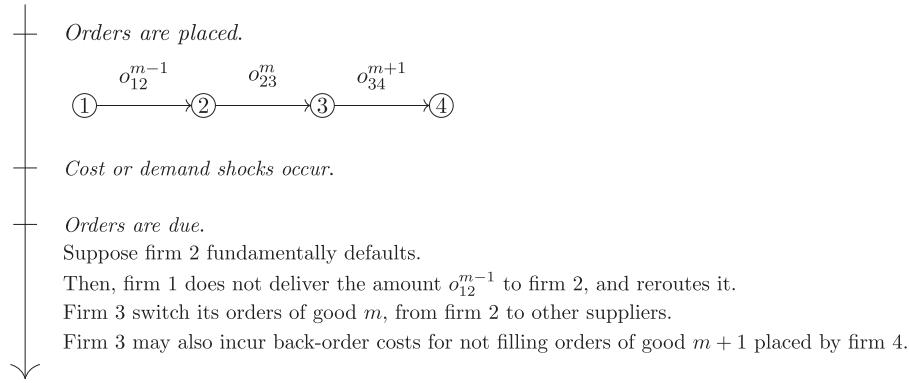 Orders are placed.
o_{12}^{m-1} o_{23}^{m} o_{34}^{m+1}
1 2 3 4
Cost or demand shocks occur.
Orders are due.
Suppose firm 2 fundamentally defaults.
Then, firm 1 does not deliver the amount o_{12}^{m-1} to firm 2, and reroutes it.
Firm 3 switch its orders of good m, from firm 2 to other suppliers.
Firm 3 may also incur back-order costs for not filling orders of good m + 1 placed by firm 4.